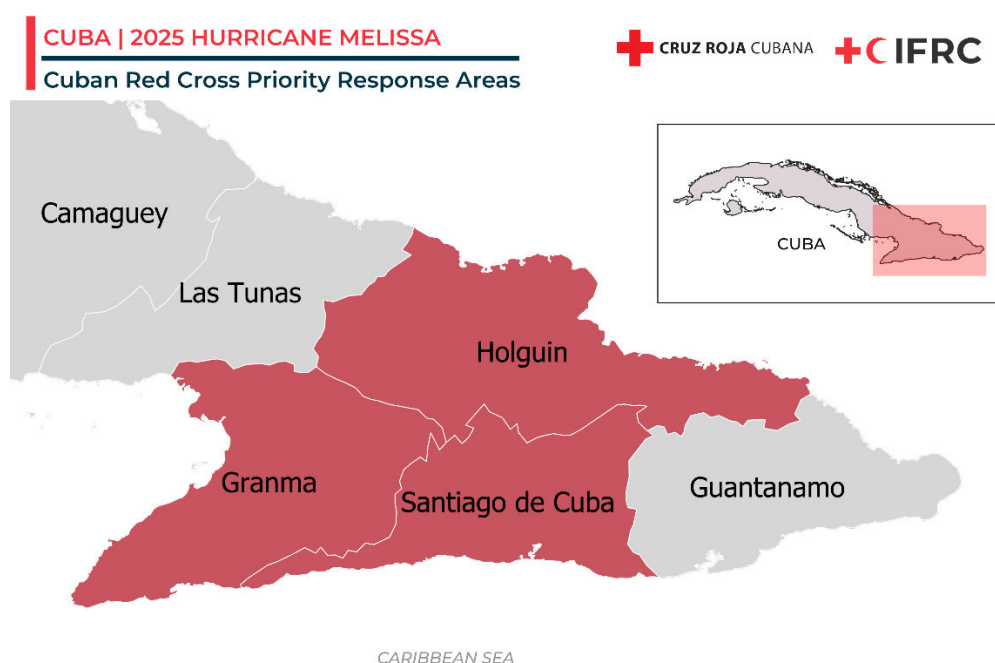 CUBA | 2025 HURRICANE MELISSA
Cuban Red Cross Priority Response Areas
CRUZ ROJA CUBANA
IFRC
Camaguey
Las Tunas
CUBA
Holguin
Granma
Santiago de Cuba
Guantanamo
CARIBBEAN SEA